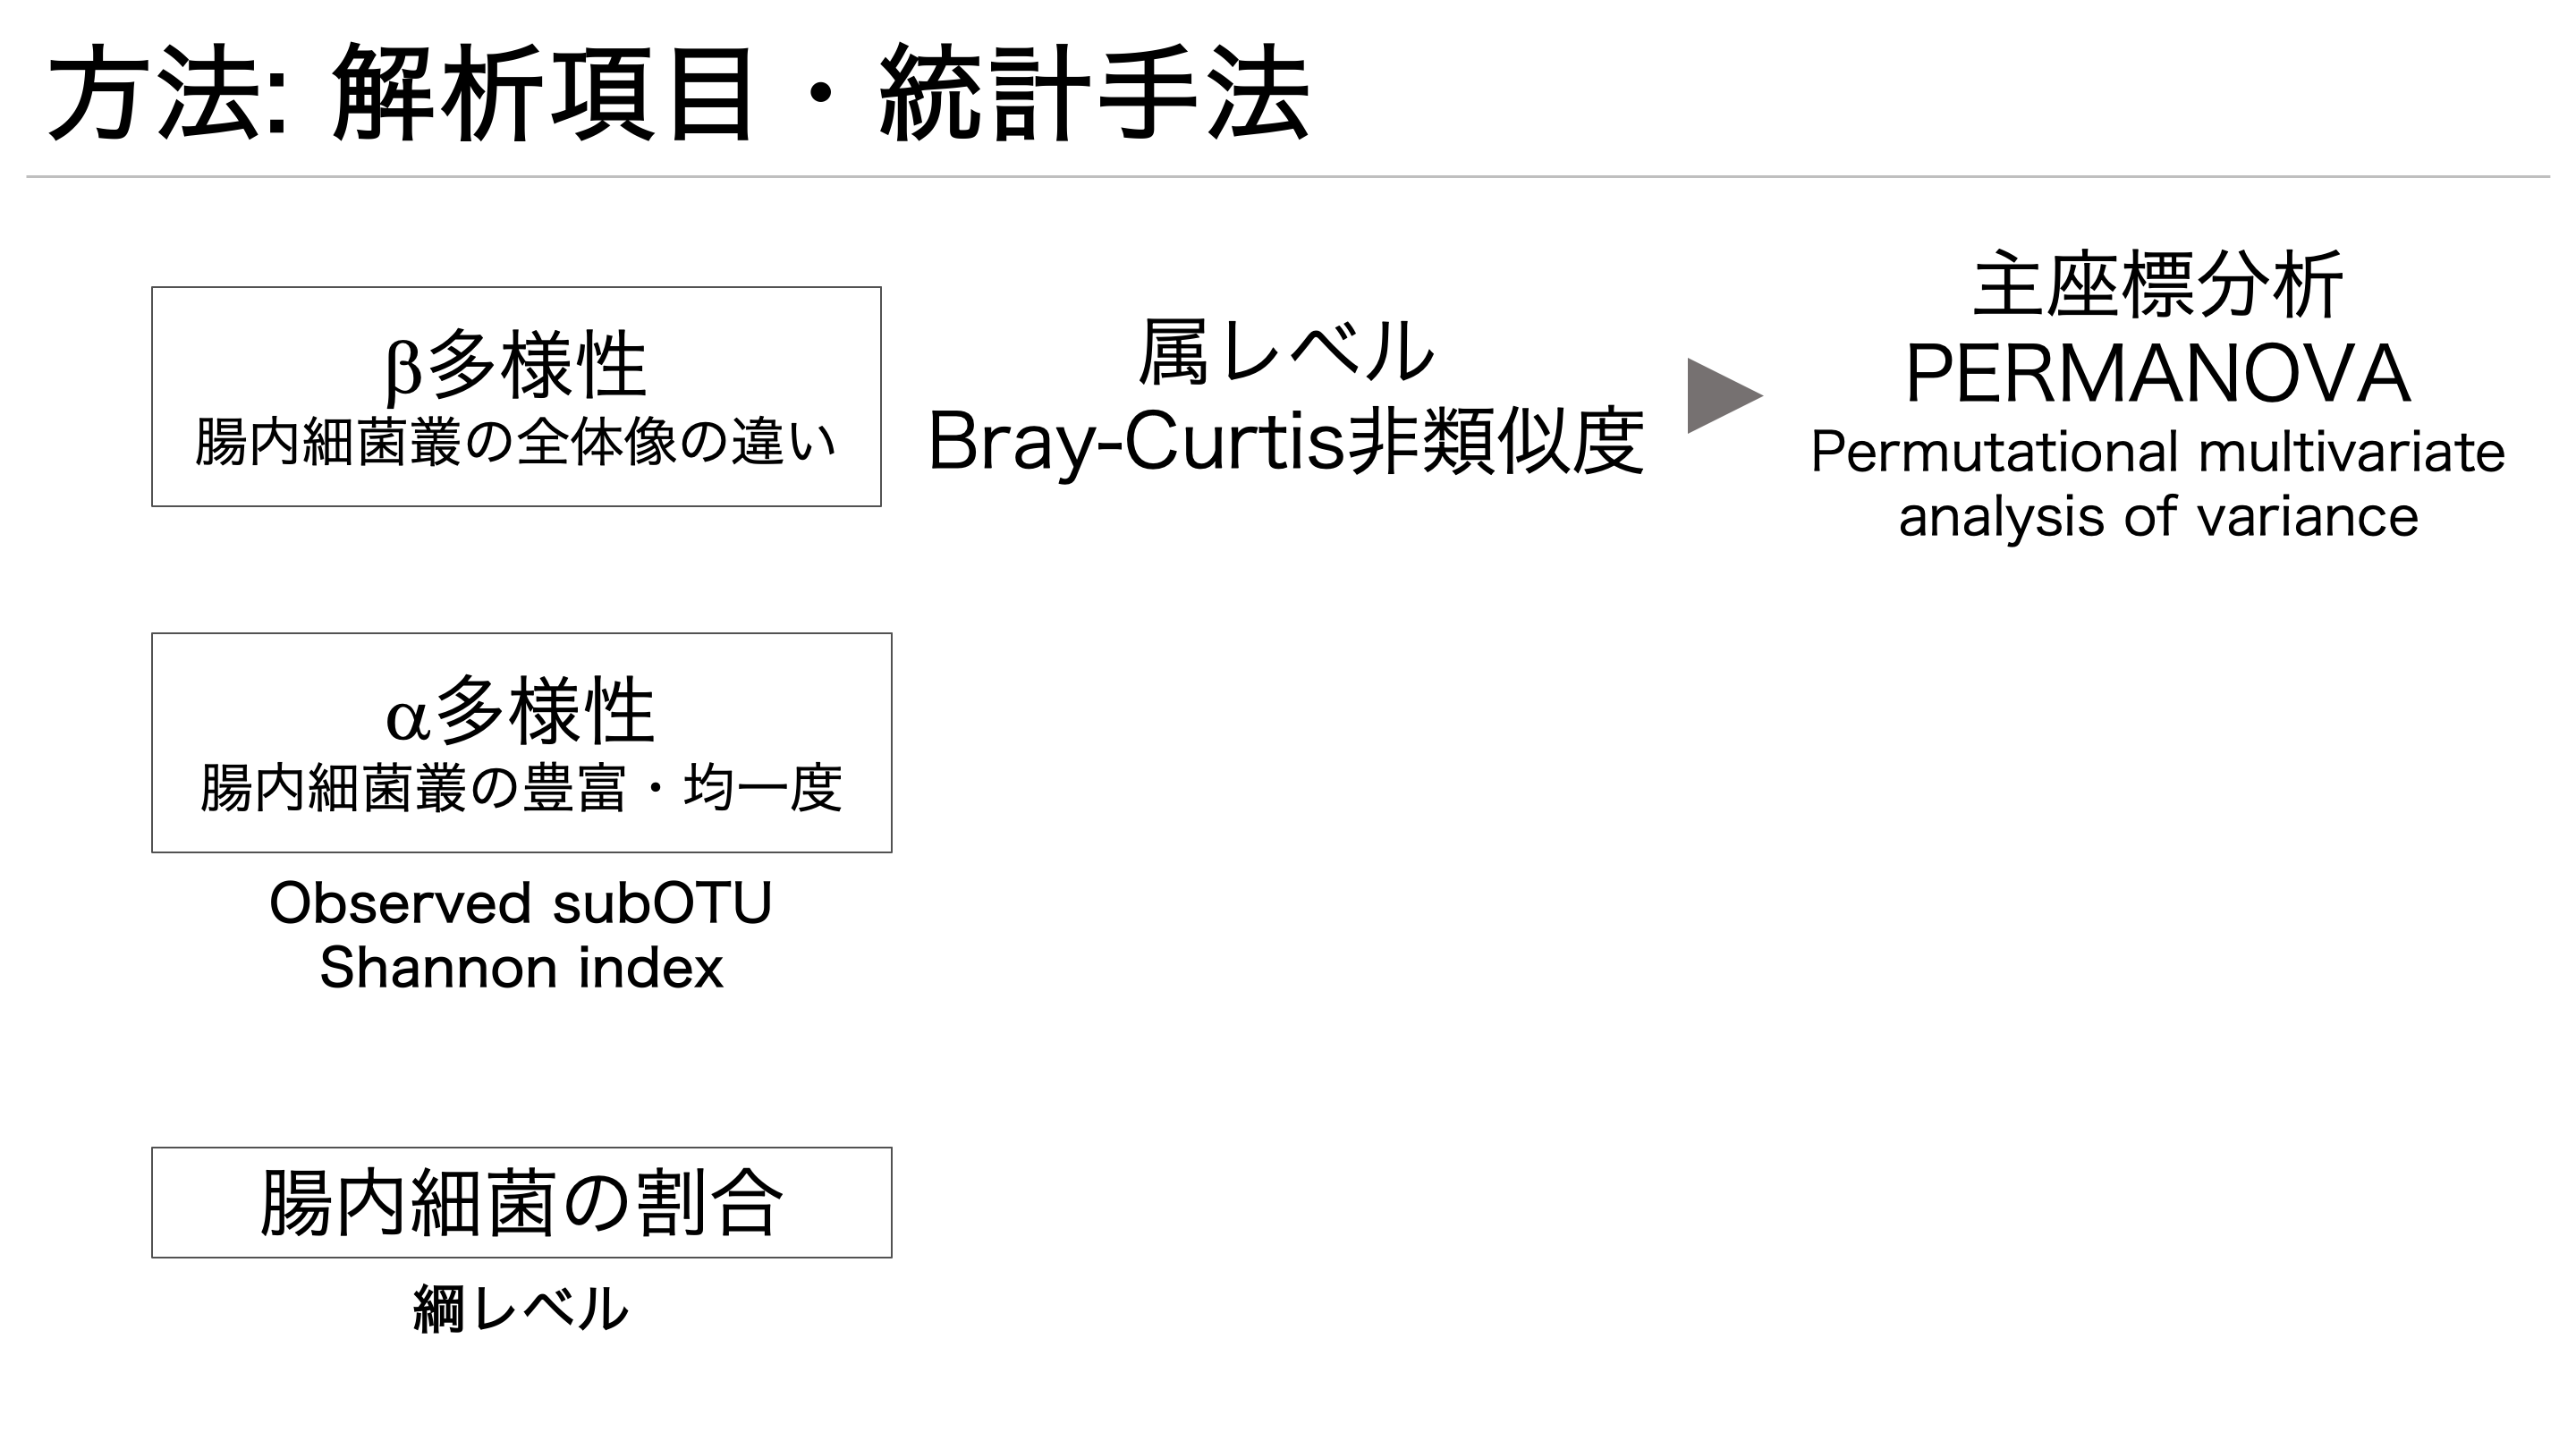 方法: 解析項目・統計手法
β多様性
腸内細菌叢の全体像の違い
属レベル
Bray-Curtis非類似度
主座標分析
PERMANOVA
Permutational multivariate
analysis of variance
α多様性
腸内細菌叢の豊富・均一度
Observed subOTU
Shannon index
腸内細菌の割合
綱レベル